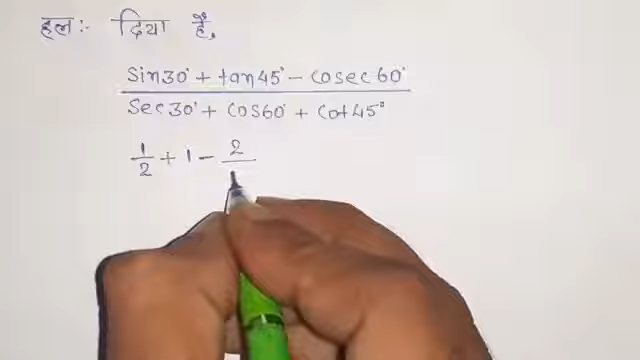 हल:- दिया है,
Sin30° + tan45° - Cosec60°
Sec30° + Cos60° + Cot45°
1/2 + 1 - 2